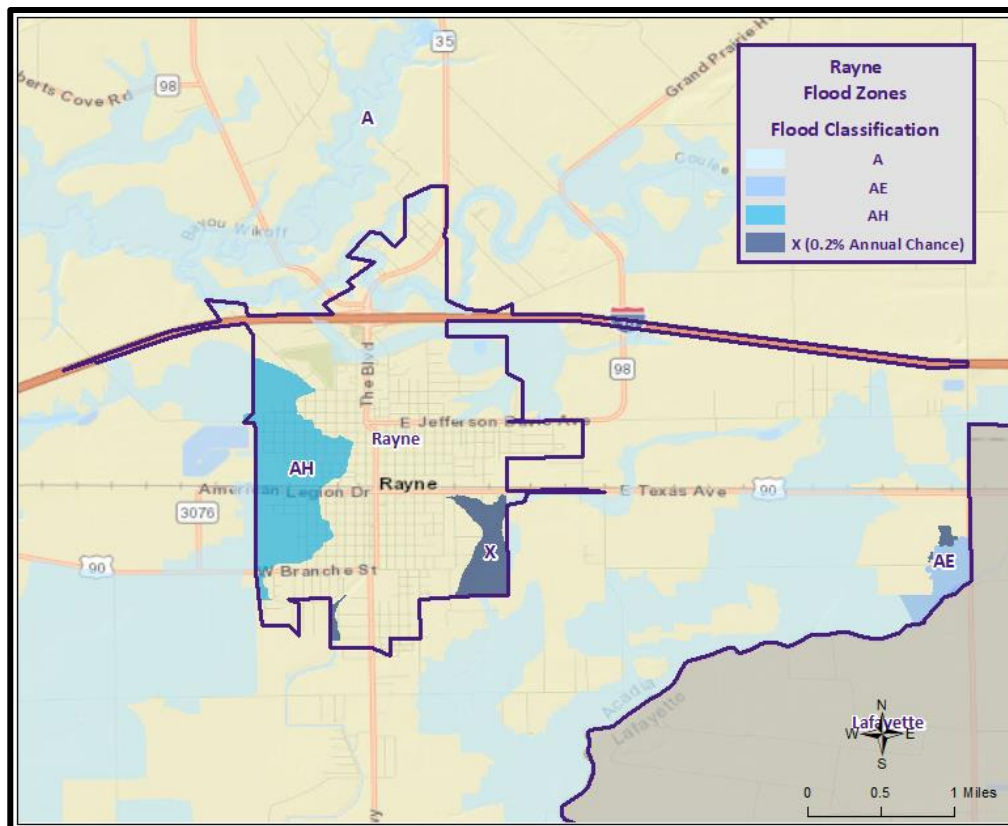 35
Grand Prairie H
berts Cove Rd
98
A
Rayne
Flood Zones
Flood Classification
A
AE
AH
X (0.2% Annual Chance)
Coulee
Bayou Wikoff
The Blvd
98
E Jefferson Davis Ave
Rayne
AH
American Legion Dr
Rayne
E Texas Ave
90
3076
X
AE
90
W Branche St
Acadia
Lafayette
Lafayette
N
W E
S
0 0.5 1 Miles
vy